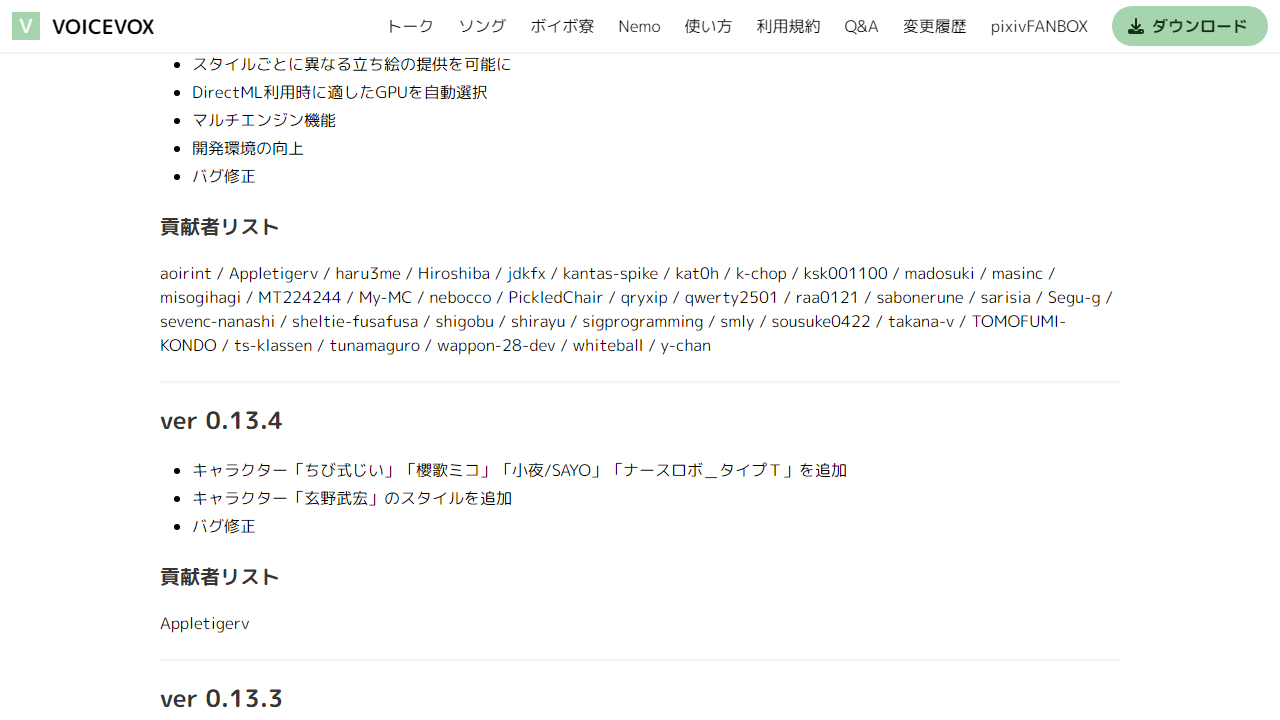 V VOICEVOX トーク ソング ボイボ寮 Nemo 使い方 利用規約 Q&A 変更履歴 pixivFANBOX ダウンロード
スタイルごとに異なる立ち絵の提供を可能に
DirectML利用時に適したGPUを自動選択
マルチエンジン機能
開発環境の向上
バグ修正
貢献者リスト
aoirint / Appletigerv / haru3me / Hiroshiba / jdkfx / kantas-spike / kat0h / k-chop / ksk001100 / madosuki / masinc /
misogihagi / MT224244 / My-MC / nebocco / PickledChair / qryxip / qwerty2501 / raa0121 / sabonerune / sarisia / Segu-g /
sevenc-nanashi / sheltie-fusafusa / shigobu / shirayu / sigprogramming / smly / sousuke0422 / takana-v / TOMOFUMI-
KONDO / ts-klassen / tunamaguro / wappon-28-dev / whiteball / y-chan
ver 0.13.4
キャラクター「ちび式じい」「櫻歌ミコ」「小夜/SAYO」「ナースロボ＿タイプＴ」を追加
キャラクター「玄野武宏」のスタイルを追加
バグ修正
貢献者リスト
Appletigerv
ver 0.13.3